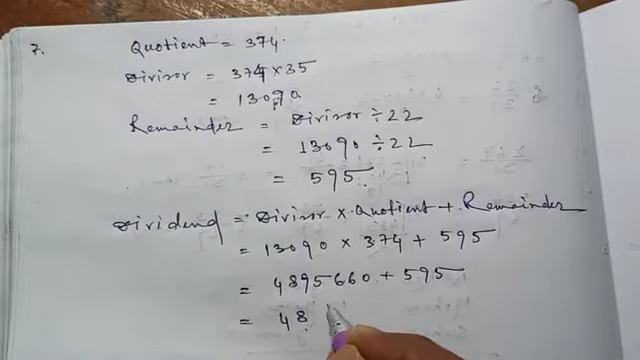 7. Quotient = 374.
Divisor = 374 × 35
= 13090
Remainder = Divisor ÷ 22
= 13090 ÷ 22
= 595
Dividend = Divisor × Quotient + Remainder
= 13090 × 374 + 595
= 4895660 + 595
= 48